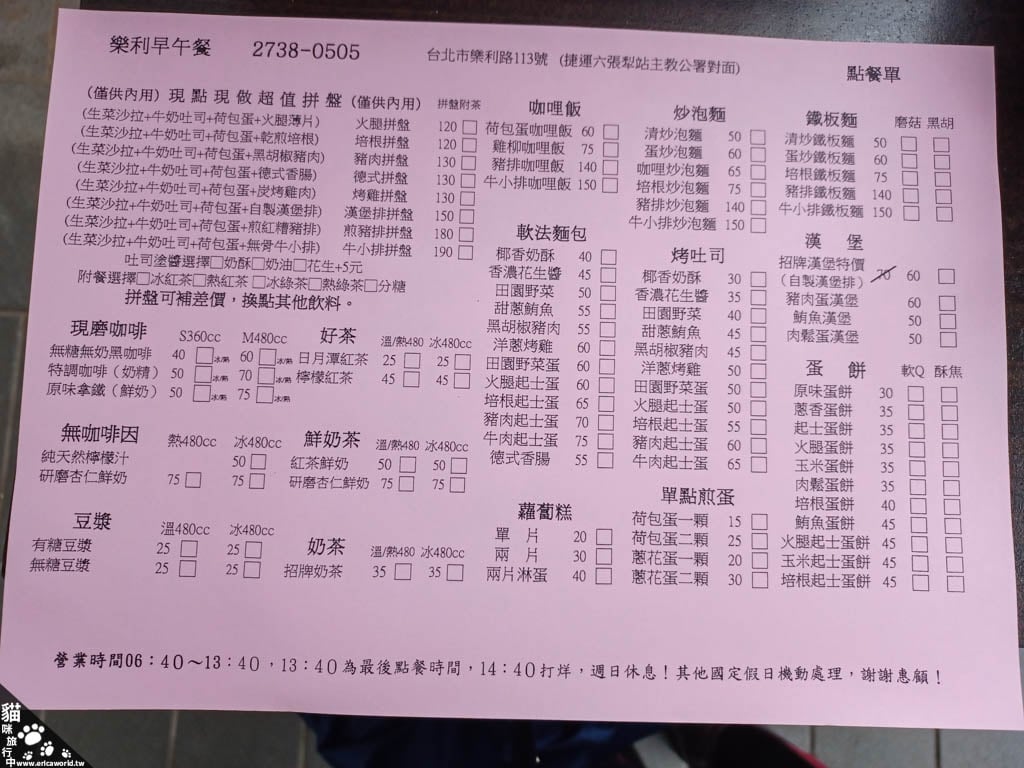 樂利早午餐 2738-0505 台北市樂利路113號 (捷運六張犁站主教公署對面) 點餐單
(僅供內用) 現點現做超值拼盤 (僅供內用) 拼盤附茶
(生菜沙拉+牛奶吐司+荷包蛋+火腿薄片) 火腿拼盤 120 □
(生菜沙拉+牛奶吐司+荷包蛋+乾煎培根) 培根拼盤 120 □
(生菜沙拉+牛奶吐司+荷包蛋+黑胡椒豬肉) 豬肉拼盤 130 □
(生菜沙拉+牛奶吐司+荷包蛋+德式香腸) 德式拼盤 130 □
(生菜沙拉+牛奶吐司+荷包蛋+炭烤雞肉) 烤雞拼盤 130 □
(生菜沙拉+牛奶吐司+荷包蛋+自製漢堡排) 漢堡排拼盤 150 □
(生菜沙拉+牛奶吐司+荷包蛋+煎紅糟豬排) 煎豬排拼盤 180 □
(生菜沙拉+牛奶吐司+荷包蛋+無骨牛小排) 牛小排拼盤 190 □
吐司塗醬選擇□奶酥□奶油□花生+5元
附餐選擇□冰紅茶□熱紅茶 □冰綠茶□熱綠茶□分糖
拼盤可補差價，換點其他飲料。
現磨咖啡 S360cc M480cc
無糖無奶黑咖啡 40 □冰/熱 60 □冰/熱
特調咖啡（奶精） 50 □冰/熱 70 □冰/熱
原味拿鐵（鮮奶） 50 □冰/熱 75 □冰/熱
好茶 溫/熱480 冰480cc
日月潭紅茶 25 □ 25 □
檸檬紅茶 45 □ 45 □
無咖啡因 熱480cc 冰480cc
純天然檸檬汁 50 □
研磨杏仁鮮奶 75 □ 75 □
鮮奶茶 溫/熱480 冰480cc
紅茶鮮奶 50 □ 50 □
研磨杏仁鮮奶 75 □ 75 □
豆漿 溫480cc 冰480cc
有糖豆漿 25 □ 25 □
無糖豆漿 25 □ 25 □
奶茶 溫/熱480 冰480cc
招牌奶茶 35 □ 35 □
咖哩飯
荷包蛋咖哩飯 60 □
雞柳咖哩飯 75 □
豬排咖哩飯 140 □
牛小排咖哩飯 150 □
軟法麵包
椰香奶酥 40 □
香濃花生醬 45 □
田園野菜 50 □
甜蔥鮪魚 55 □
黑胡椒豬肉 55 □
洋蔥烤雞 60 □
田園野菜蛋 60 □
火腿起士蛋 60 □
培根起士蛋 65 □
豬肉起士蛋 70 □
牛肉起士蛋 75 □
德式香腸 55 □
蘿蔔糕
單 片 20 □
兩 片 30 □
兩片淋蛋 40 □
炒泡麵
清炒泡麵 50 □
蛋炒泡麵 60 □
咖哩炒泡麵 65 □
培根炒泡麵 75 □
豬排炒泡麵 140 □
牛小排炒泡麵 150 □
烤吐司
椰香奶酥 30 □
香濃花生醬 35 □
田園野菜 40 □
甜蔥鮪魚 45 □
黑胡椒豬肉 45 □
洋蔥烤雞 50 □
田園野菜蛋 50 □
火腿起士蛋 50 □
培根起士蛋 55 □
豬肉起士蛋 60 □
牛肉起士蛋 65 □
單點煎蛋
荷包蛋一顆 15 □
荷包蛋二顆 25 □
蔥花蛋一顆 20 □
蔥花蛋二顆 30 □
鐵板麵 磨菇 黑胡
清炒鐵板麵 50 □ □
蛋炒鐵板麵 60 □ □
培根鐵板麵 75 □ □
豬排鐵板麵 140 □ □
牛小排鐵板麵 150 □ □
漢 堡
招牌漢堡特價
(自製漢堡排) 70 60 □
豬肉蛋漢堡 60 □
鮪魚漢堡 50 □
肉鬆蛋漢堡 50 □
蛋 餅 軟Q 酥焦
原味蛋餅 30 □ □
蔥香蛋餅 35 □ □
起士蛋餅 35 □ □
火腿蛋餅 35 □ □
玉米蛋餅 35 □ □
肉鬆蛋餅 35 □ □
培根蛋餅 40 □ □
鮪魚蛋餅 45 □ □
火腿起士蛋餅 45 □ □
玉米起士蛋餅 45 □ □
培根起士蛋餅 45 □ □
營業時間06：40～13：40，13：40為最後點餐時間，14：40打烊，週日休息！其他國定假日機動處理，謝謝惠顧！
貓咪旅行中
www.ericaworld.tw